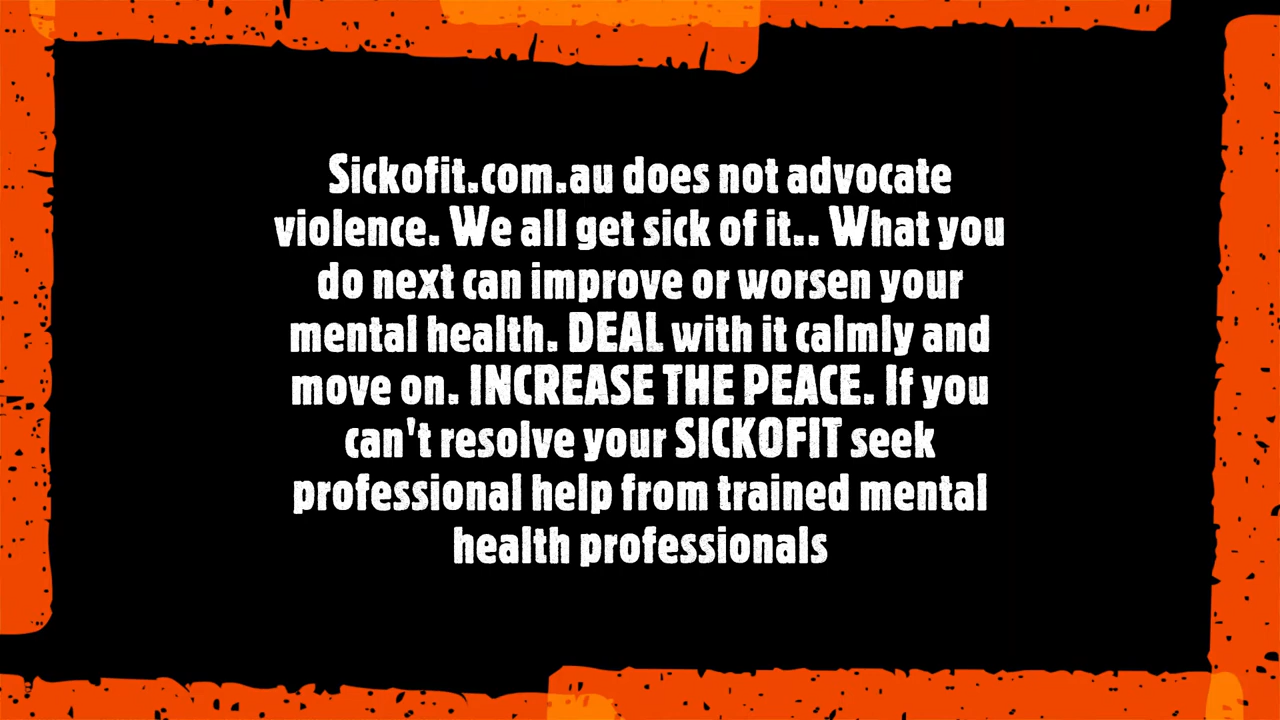 Sickofit.com.au does not advocate
violence. We all get sick of it.. What you
do next can improve or worsen your
mental health. DEAL with it calmly and
move on. INCREASE THE PEACE. If you
can't resolve your SICKOFIT seek
professional help from trained mental
health professionals